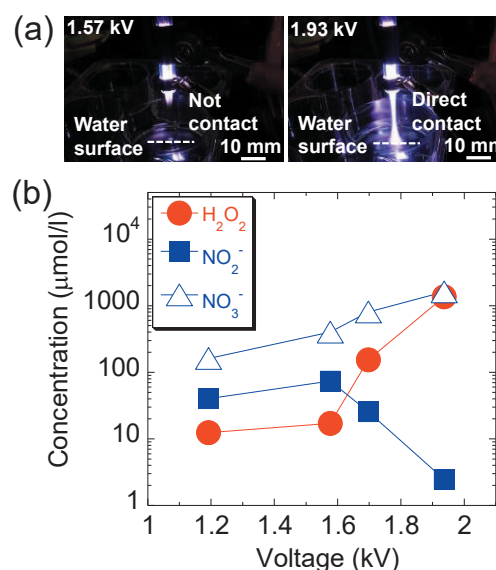 (a)
1.57 kV
Not
contact
Water
surface
10 mm
1.93 kV
Direct
contact
Water
surface
10 mm
(b)
H₂O₂
NO₂⁻
NO₃⁻
Concentration (μmol/l)
10⁴
1000
100
10
1
1 1.2 1.4 1.6 1.8 2
Voltage (kV)